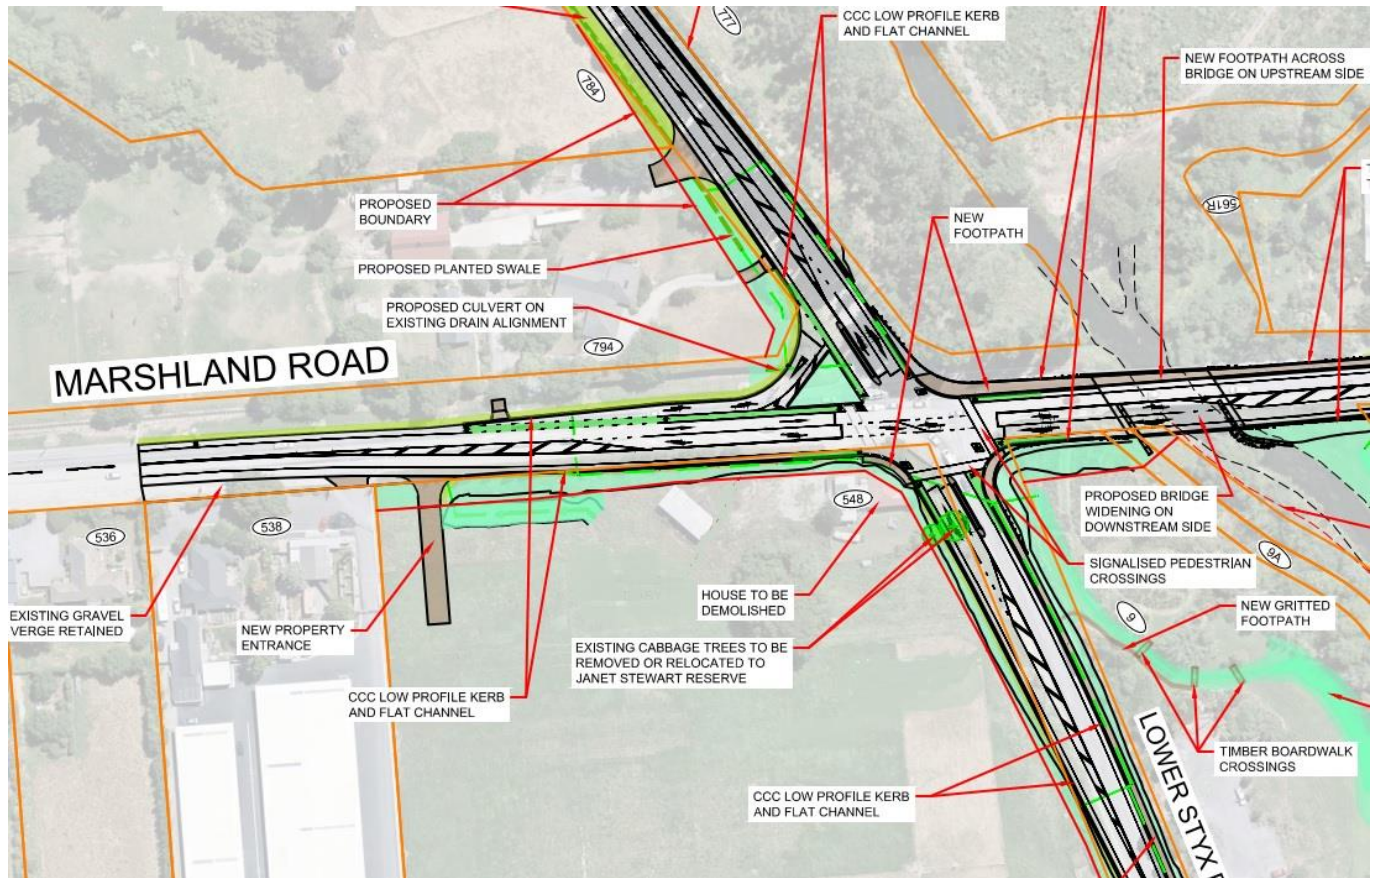 777
CCC LOW PROFILE KERB
AND FLAT CHANNEL
NEW FOOTPATH ACROSS
BRIDGE ON UPSTREAM SIDE
784
561R
PROPOSED
BOUNDARY
NEW
FOOTPATH
PROPOSED PLANTED SWALE
PROPOSED CULVERT ON
EXISTING DRAIN ALIGNMENT
794
MARSHLAND ROAD
548
PROPOSED BRIDGE
WIDENING ON
DOWNSTREAM SIDE
536
538
9A
SIGNALISED PEDESTRIAN
CROSSINGS
HOUSE TO BE
DEMOLISHED
EXISTING GRAVEL
VERGE RETAINED
NEW PROPERTY
ENTRANCE
NEW GRITTED
FOOTPATH
9
EXISTING CABBAGE TREES TO BE
REMOVED OR RELOCATED TO
JANET STEWART RESERVE
CCC LOW PROFILE KERB
AND FLAT CHANNEL
LOWER STYX
TIMBER BOARDWALK
CROSSINGS
CCC LOW PROFILE KERB
AND FLAT CHANNEL